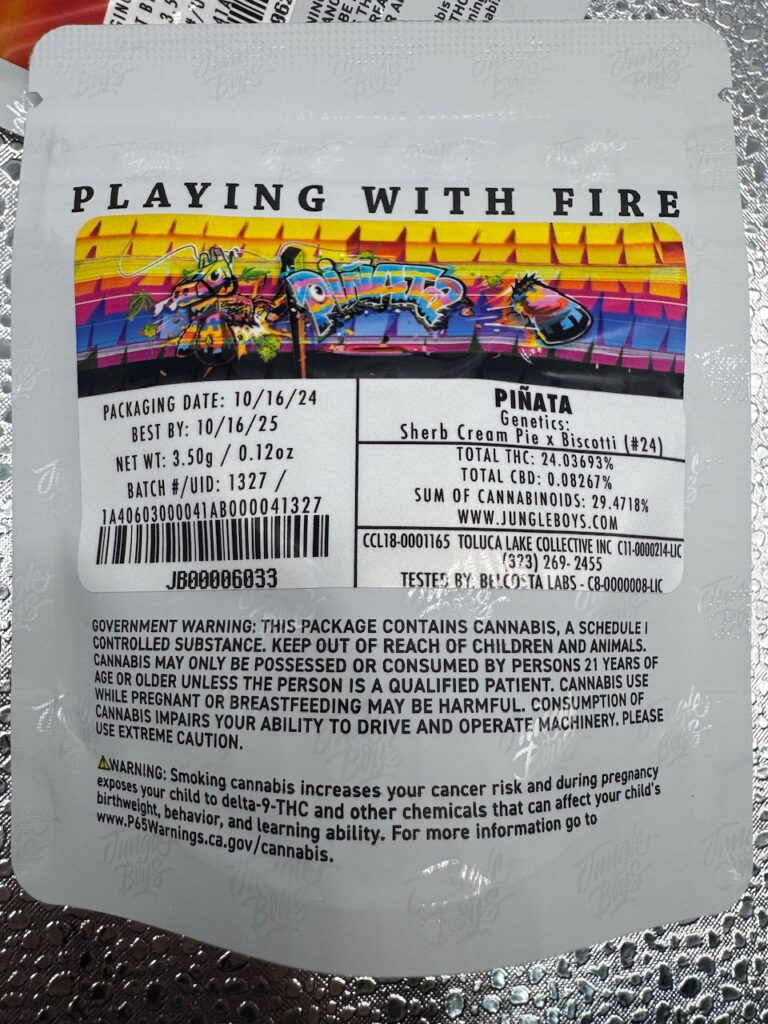 PLAYING WITH FIRE
PIÑATA
PACKAGING DATE: 10/16/24
BEST BY: 10/16/25
NET WT: 3.50g / 0.12oz
BATCH #/UID: 1327 /
1A40603000041AB000041327
JB00006033
PIÑATA
Genetics:
Sherb Cream Pie x Biscotti (#24)
TOTAL THC: 24.03693%
TOTAL CBD: 0.08267%
SUM OF CANNABINOIDS: 29.4718%
WWW.JUNGLEBOYS.COM
CCL18-0001165 TOLUCA LAKE COLLECTIVE INC C11-0000214-LIC
(323) 269-2455
TESTED BY: BELCOSTA LABS - C8-0000008-LIC
GOVERNMENT WARNING: THIS PACKAGE CONTAINS CANNABIS, A SCHEDULE I
CONTROLLED SUBSTANCE. KEEP OUT OF REACH OF CHILDREN AND ANIMALS.
CANNABIS MAY ONLY BE POSSESSED OR CONSUMED BY PERSONS 21 YEARS OF
AGE OR OLDER UNLESS THE PERSON IS A QUALIFIED PATIENT. CANNABIS USE
WHILE PREGNANT OR BREASTFEEDING MAY BE HARMFUL. CONSUMPTION OF
CANNABIS IMPAIRS YOUR ABILITY TO DRIVE AND OPERATE MACHINERY. PLEASE
USE EXTREME CAUTION.
⚠WARNING: Smoking cannabis increases your cancer risk and during pregnancy
exposes your child to delta-9-THC and other chemicals that can affect your child's
birthweight, behavior, and learning ability. For more information go to
www.P65Warnings.ca.gov/cannabis.
Jungle
Boys